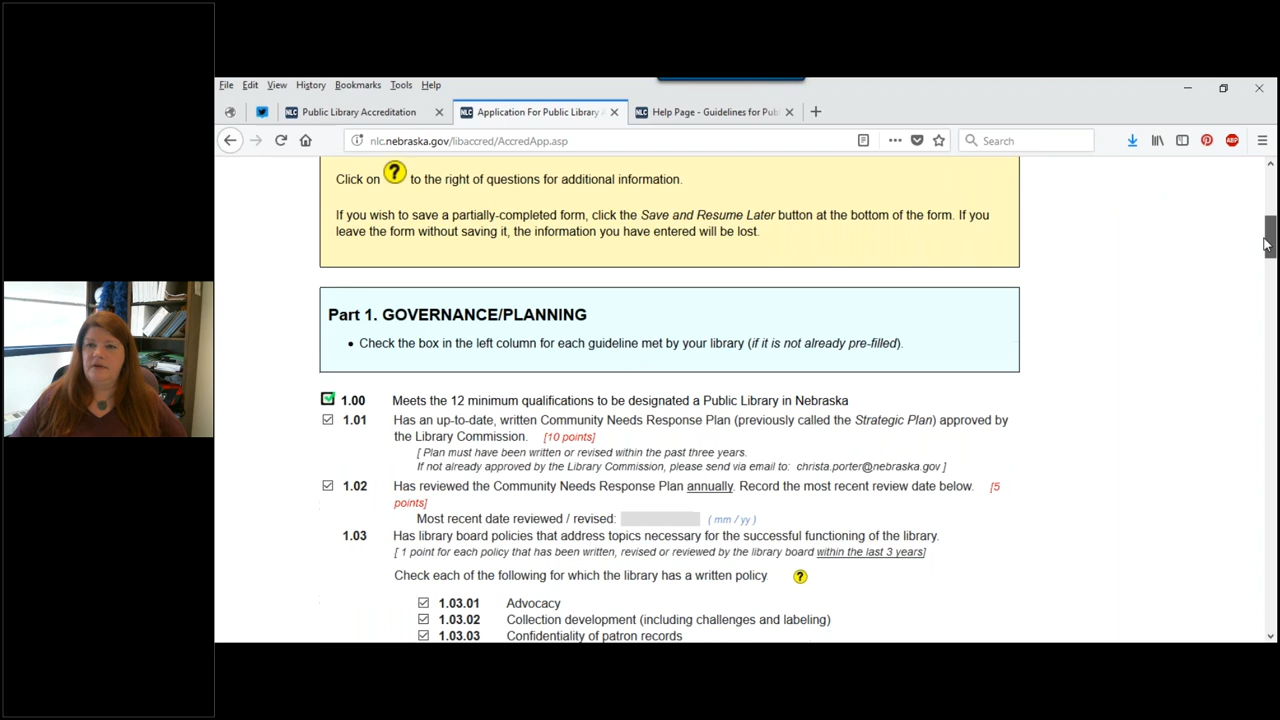 File Edit View History Bookmarks Tools Help
NLC Public Library Accreditation × NLC Application For Public Library A × NLC Help Page - Guidelines for Pub × +
nlc.nebraska.gov/libaccred/AccredApp.asp Search ABP
Click on ? to the right of questions for additional information.
If you wish to save a partially-completed form, click the Save and Resume Later button at the bottom of the form. If you
leave the form without saving it, the information you have entered will be lost.
Part 1. GOVERNANCE/PLANNING
• Check the box in the left column for each guideline met by your library (if it is not already pre-filled).
1.00 Meets the 12 minimum qualifications to be designated a Public Library in Nebraska
1.01 Has an up-to-date, written Community Needs Response Plan (previously called the Strategic Plan) approved by
the Library Commission. [10 points]
[ Plan must have been written or revised within the past three years.
If not already approved by the Library Commission, please send via email to: christa.porter@nebraska.gov ]
1.02 Has reviewed the Community Needs Response Plan annually. Record the most recent review date below. [5
points]
Most recent date reviewed / revised: ( mm / yy )
1.03 Has library board policies that address topics necessary for the successful functioning of the library.
[ 1 point for each policy that has been written, revised or reviewed by the library board within the last 3 years]
Check each of the following for which the library has a written policy ?
1.03.01 Advocacy
1.03.02 Collection development (including challenges and labeling)
1.03.03 Confidentiality of patron records